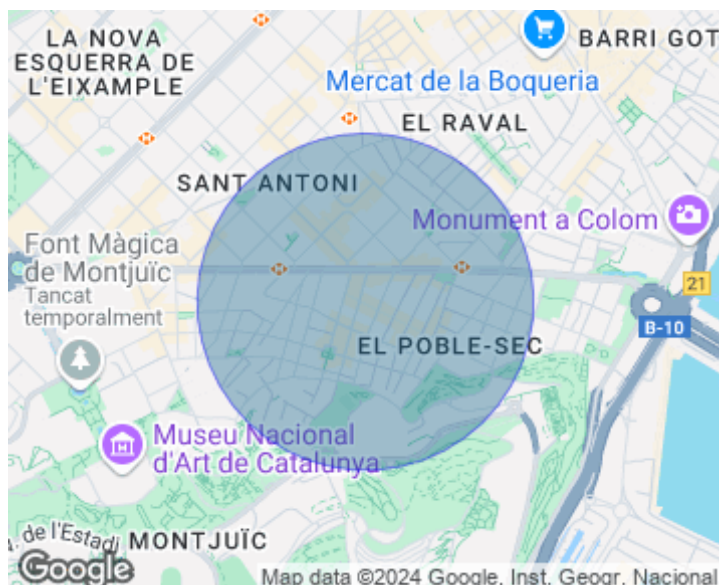 LA NOVA
ESQUERRA DE
L'EIXAMPLE
BARRI GOT
Mercat de la Boqueria
EL RAVAL
SANT ANTONI
Monument a Colom
Font Màgica
de Montjuïc
Tancat
temporalment
21
B-10
EL POBLE-SEC
Museu Nacional
d'Art de Catalunya
. de l'Estadi
MONTJUÏC
Google
Map data ©2024 Google, Inst. Geogr. Nacional